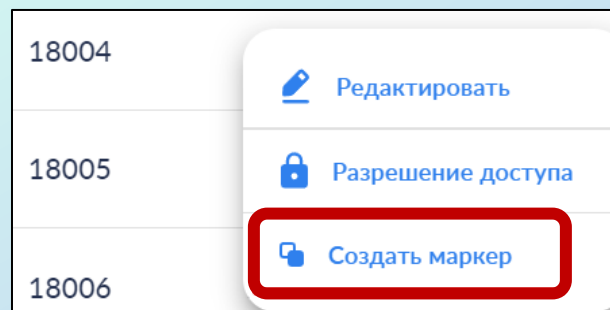 18004
Редактировать
18005
Разрешение доступа
Создать маркер
18006